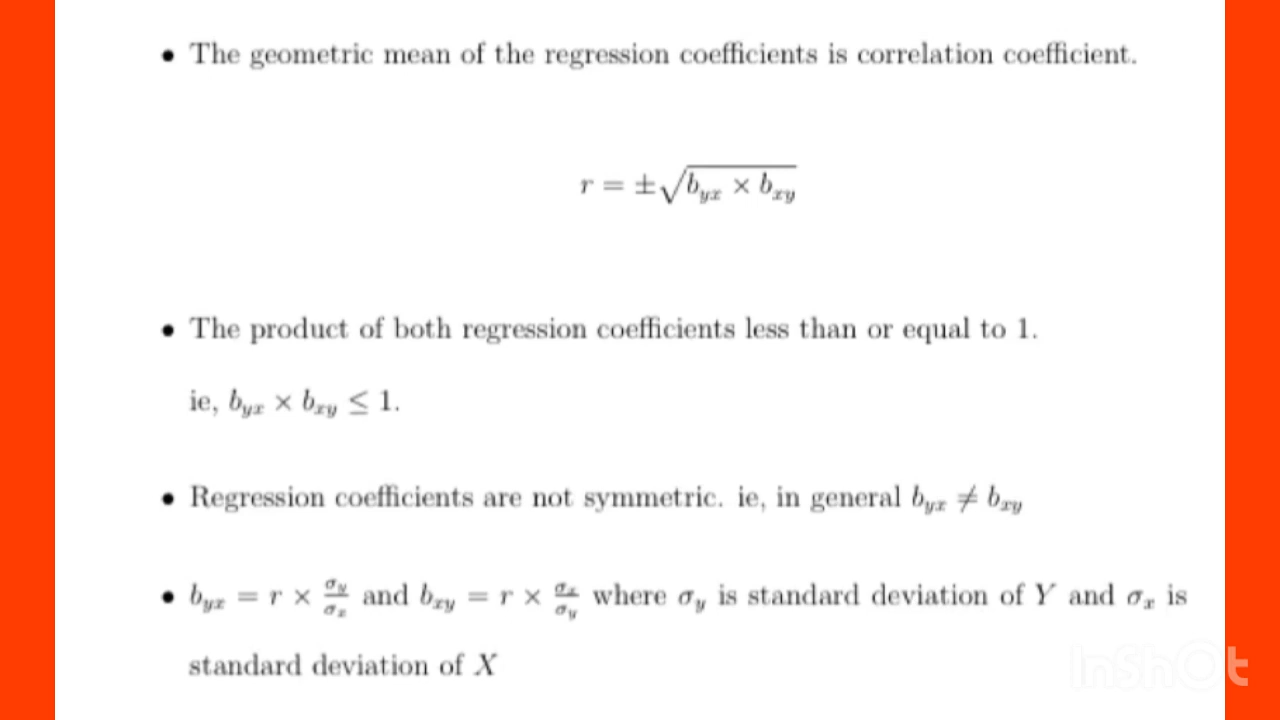 • The geometric mean of the regression coefficients is correlation coefficient.
r = ±√(b_yx × b_xy)
• The product of both regression coefficients less than or equal to 1.
ie, b_yx × b_xy ≤ 1.
• Regression coefficients are not symmetric. ie, in general b_yx ≠ b_xy
• b_yx = r × σ_y/σ_x and b_xy = r × σ_x/σ_y where σ_y is standard deviation of Y and σ_x is
standard deviation of X
InShOt